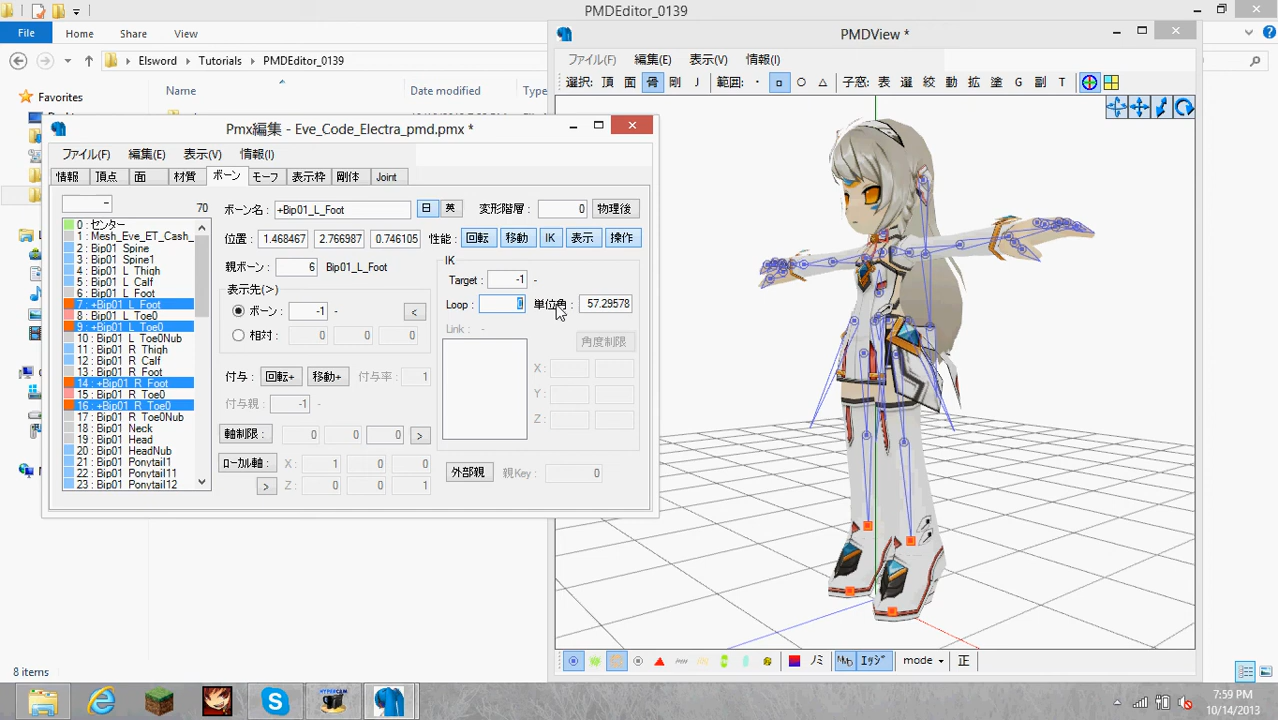 PMDEditor_0139
File
Home
Share
View
Elsword
Tutorials
PMDEditor_0139
Favorites
Name
Date modified
Type
8 items
PMDView *
ファイル(F)
編集(E)
表示(V)
情報(I)
選択:
頂
面
骨
剛
J
範囲:
子窓:
表
選
絞
動
拡
塗
G
副
T
mode
正
Pmx編集 - Eve_Code_Electra_pmd.pmx *
ファイル(F)
編集(E)
表示(V)
情報(I)
情報
頂点
面
材質
ボーン
モーフ
表示枠
剛体
Joint
-
70
0 : センター
1 : Mesh_Eve_ET_Cash_
2 : Bip01 Spine
3 : Bip01 Spine1
4 : Bip01 L Thigh
5 : Bip01 L Calf
6 : Bip01 L Foot
7 : +Bip01_L_Foot
8 : Bip01 L Toe0
9 : +Bip01_L_Toe0
10 : Bip01 L Toe0Nub
11 : Bip01 R Thigh
12 : Bip01 R Calf
13 : Bip01 R Foot
14 : +Bip01_R_Foot
15 : Bip01 R Toe0
16 : +Bip01_R_Toe0
17 : Bip01 R Toe0Nub
18 : Bip01 Neck
19 : Bip01 Head
20 : Bip01 HeadNub
21 : Bip01 Ponytail1
22 : Bip01 Ponytail11
23 : Bip01 Ponytail12
ボーン名 :
+Bip01_L_Foot
日
英
変形階層 :
0
物理後
位置 :
1.468467
2.766987
0.746105
性能:
回転
移動
IK
表示
操作
親ボーン :
6
Bip01_L_Foot
表示先(>)
ボーン :
-1
-
<
相対 :
0
0
0
付与 :
回転+
移動+
付与率 :
1
付与親 :
-1
-
軸制限 :
0
0
0
>
ローカル軸 :
X :
1
0
0
>
Z :
0
0
1
IK
Target :
-1
-
Loop :
0
57.29578
Link :
-
角度制限
X :
Y :
Z :
外部親
親Key :
0
7:59 PM
10/14/2013